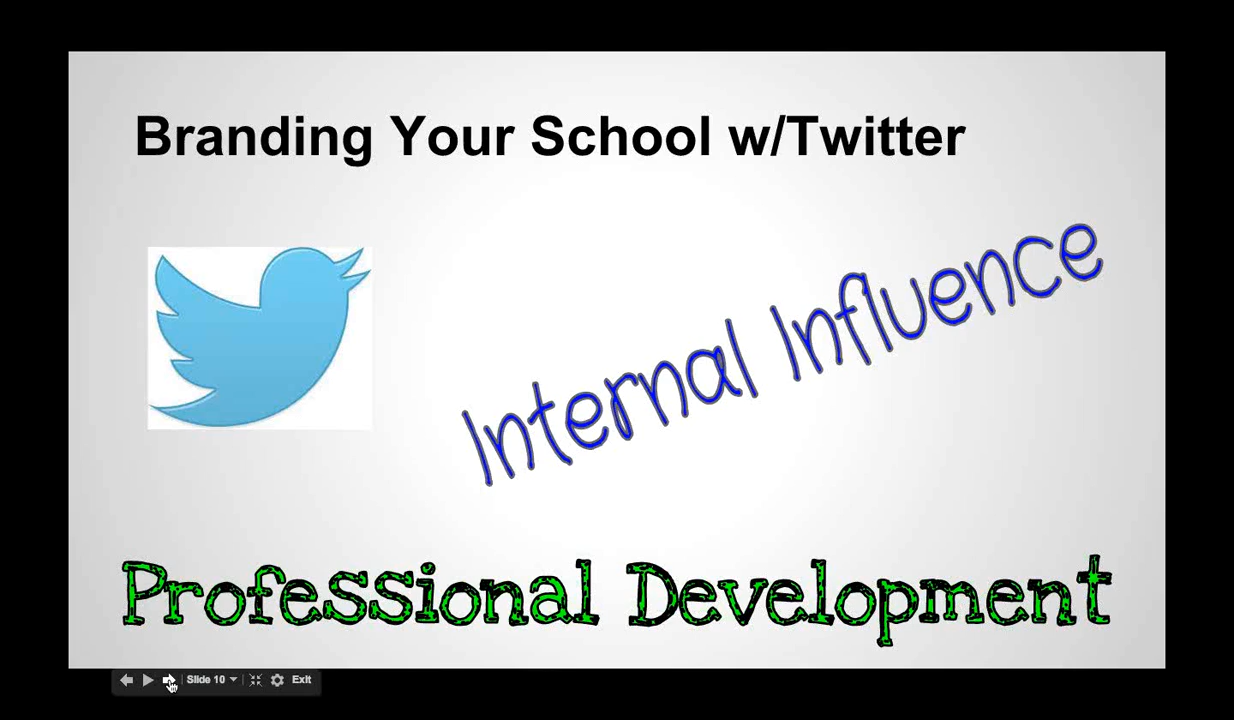 Branding Your School w/Twitter
Internal Influence
Professional Development
Slide 10 Exit